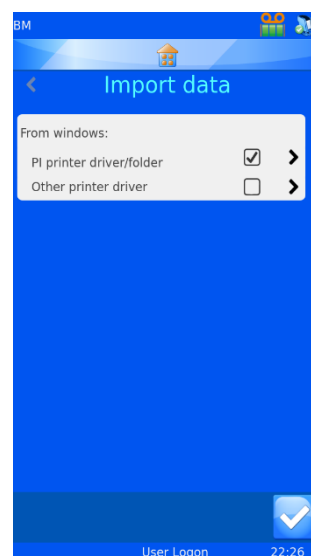 BM
Import data
From windows:
PI printer driver/folder
Other printer driver
User Logon 22:26